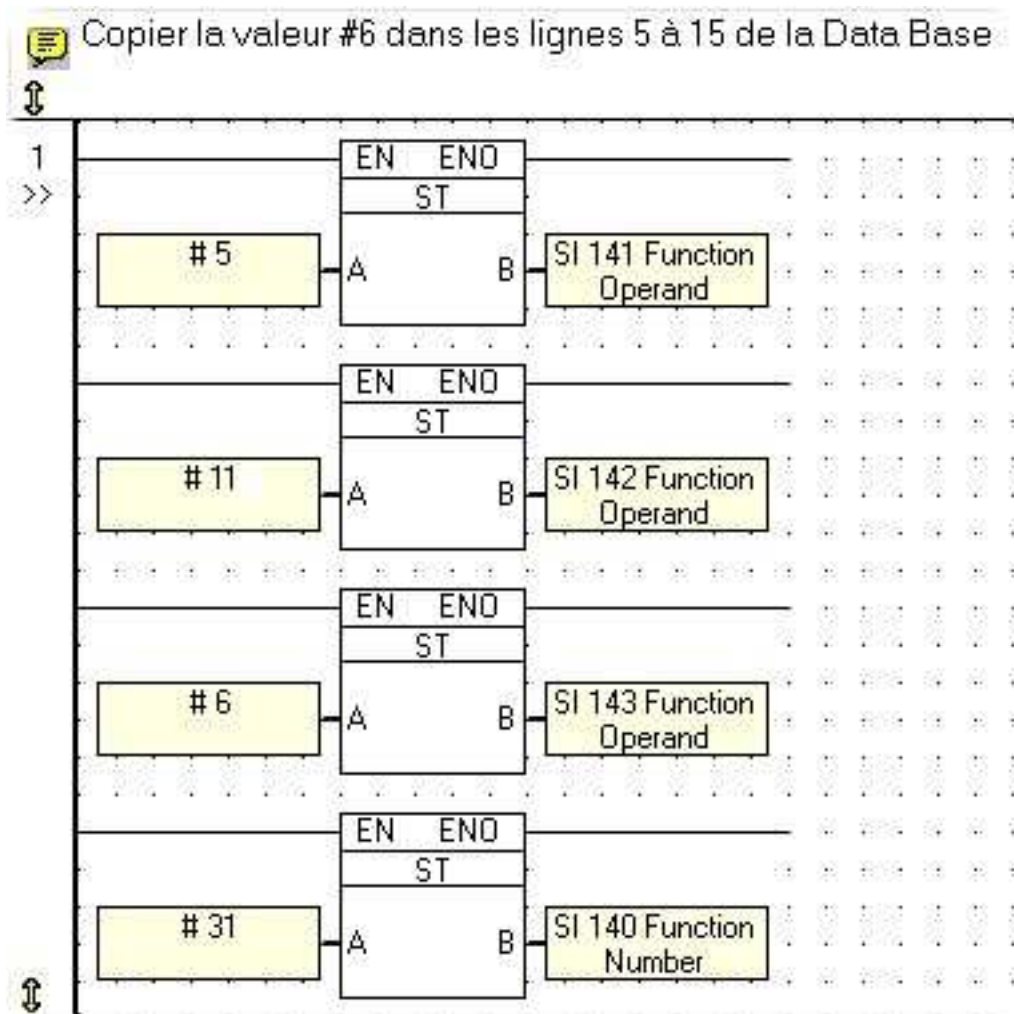 Copier la valeur #6 dans les lignes 5 à 15 de la Data Base
1
>>
EN ENO
ST
# 5
A B
SI 141 Function
Operand
EN ENO
ST
# 11
A B
SI 142 Function
Operand
EN ENO
ST
# 6
A B
SI 143 Function
Operand
EN ENO
ST
# 31
A B
SI 140 Function
Number